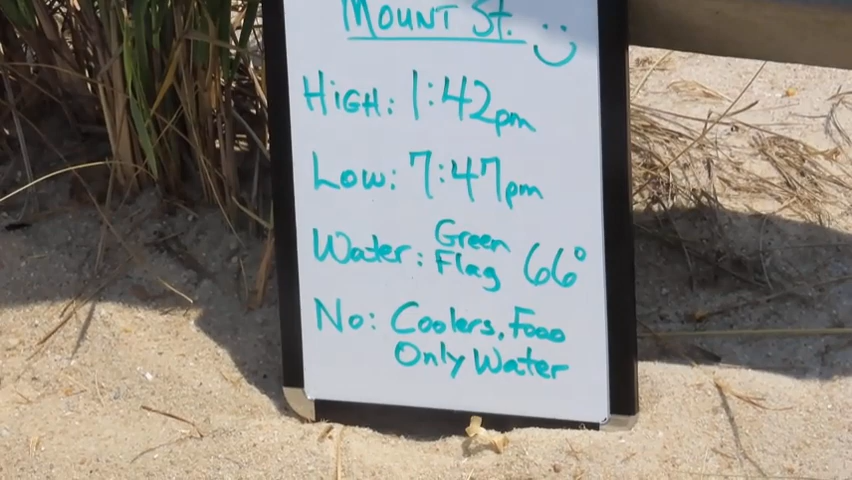 Mount St.
High: 1:42pm
Low: 7:47pm
Water: Green Flag 66°
No: Coolers, Food
Only Water